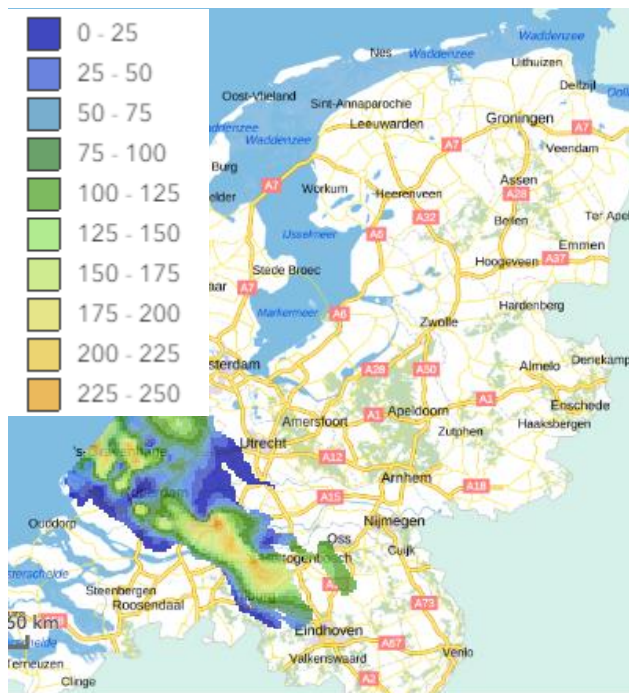 0 - 25
25 - 50
50 - 75
75 - 100
100 - 125
125 - 150
150 - 175
175 - 200
200 - 225
225 - 250
Waddenzee
Nes
Waddenzee
Uithuizen
Delfzijl
Oost-Vlieland
Sint-Annaparochie
Leeuwarden
Groningen
A7
A7
Veendam
Waddenzee
Burg
A7
Workum
Heerenveen
Assen
A28
A32
Beilen
Ter Apel
IJsselmeer
A6
Emmen
Hoogeveen
A37
Stede Broec
A7
Hardenberg
Markermeer
A6
Zwolle
sterdam
A28
A50
Almelo
Denekamp
Amersfoort
A1
Apeldoorn
A1
Enschede
Utrecht
Zutphen
Haaksbergen
A12
Arnhem
A18
A15
Ouddorp
Nijmegen
Oss
Cuijk
Steenbergen
Roosendaal
A73
50 km
Eindhoven
A67
Valkenswaard
Venlo
Terneuzen
Clinge
A2